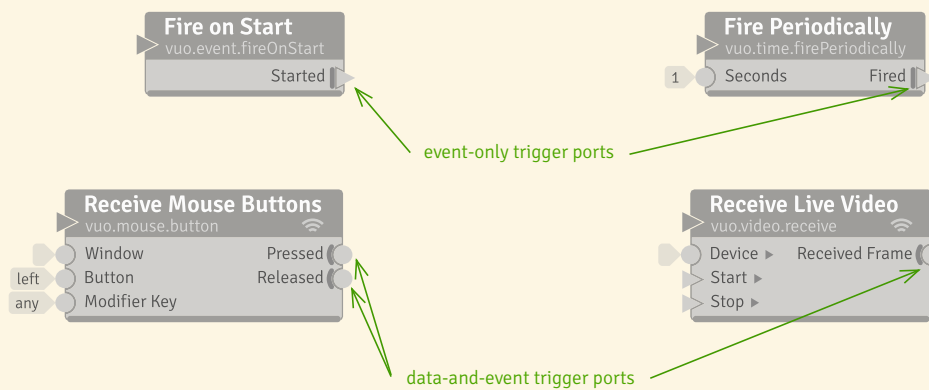 Fire on Start
vuo.event.fireOnStart
Started
Fire Periodically
vuo.time.firePeriodically
1 Seconds Fired
event-only trigger ports
Receive Mouse Buttons
vuo.mouse.button
Window Pressed
left Button Released
any Modifier Key
Receive Live Video
vuo.video.receive
Device Received Frame
Start
Stop
data-and-event trigger ports